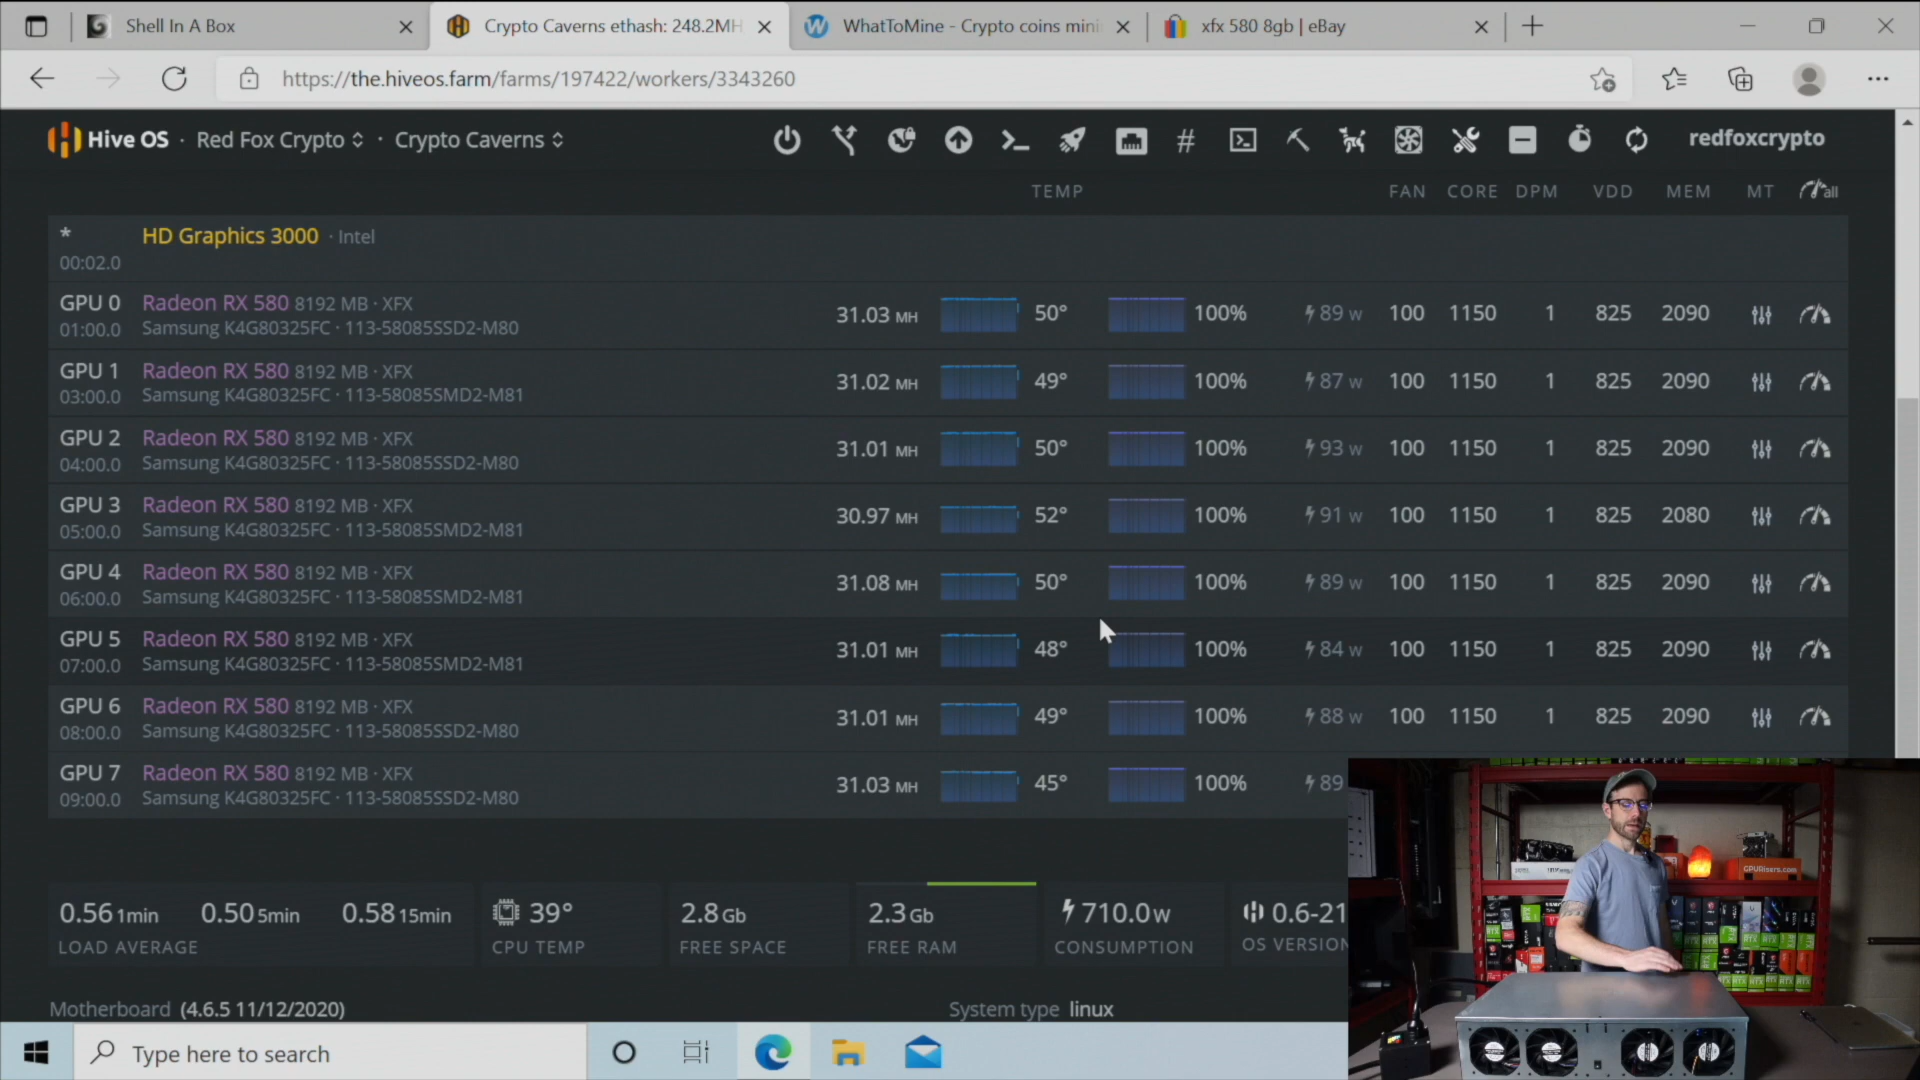 Shell In A Box
Crypto Caverns ethash: 248.2MH
WhatToMine - Crypto coins mini
xfx 580 8gb | eBay
https://the.hiveos.farm/farms/197422/workers/3343260
Hive OS · Red Fox Crypto · Crypto Caverns
redfoxcrypto
TEMP FAN CORE DPM VDD MEM MT all
* HD Graphics 3000 · Intel
00:02.0
GPU 0 Radeon RX 580 8192 MB · XFX 31.03 MH 50° 100% 89 W 100 1150 1 825 2090
01:00.0 Samsung K4G80325FC · 113-58085SSD2-M80
GPU 1 Radeon RX 580 8192 MB · XFX 31.02 MH 49° 100% 87 W 100 1150 1 825 2090
03:00.0 Samsung K4G80325FC · 113-58085SMD2-M81
GPU 2 Radeon RX 580 8192 MB · XFX 31.01 MH 50° 100% 93 W 100 1150 1 825 2090
04:00.0 Samsung K4G80325FC · 113-58085SSD2-M80
GPU 3 Radeon RX 580 8192 MB · XFX 30.97 MH 52° 100% 91 W 100 1150 1 825 2080
05:00.0 Samsung K4G80325FC · 113-58085SMD2-M81
GPU 4 Radeon RX 580 8192 MB · XFX 31.08 MH 50° 100% 89 W 100 1150 1 825 2090
06:00.0 Samsung K4G80325FC · 113-58085SMD2-M81
GPU 5 Radeon RX 580 8192 MB · XFX 31.01 MH 48° 100% 84 W 100 1150 1 825 2090
07:00.0 Samsung K4G80325FC · 113-58085SMD2-M81
GPU 6 Radeon RX 580 8192 MB · XFX 31.01 MH 49° 100% 88 W 100 1150 1 825 2090
08:00.0 Samsung K4G80325FC · 113-58085SSD2-M80
GPU 7 Radeon RX 580 8192 MB · XFX 31.03 MH 45° 100% 89
09:00.0 Samsung K4G80325FC · 113-58085SSD2-M80
0.56 1min 0.50 5min 0.58 15min 39° 2.8 Gb 2.3 Gb 710.0 W 0.6-21
LOAD AVERAGE CPU TEMP FREE SPACE FREE RAM CONSUMPTION OS VERSION
Motherboard (4.6.5 11/12/2020) System type linux
Type here to search
GPURISERS.COM